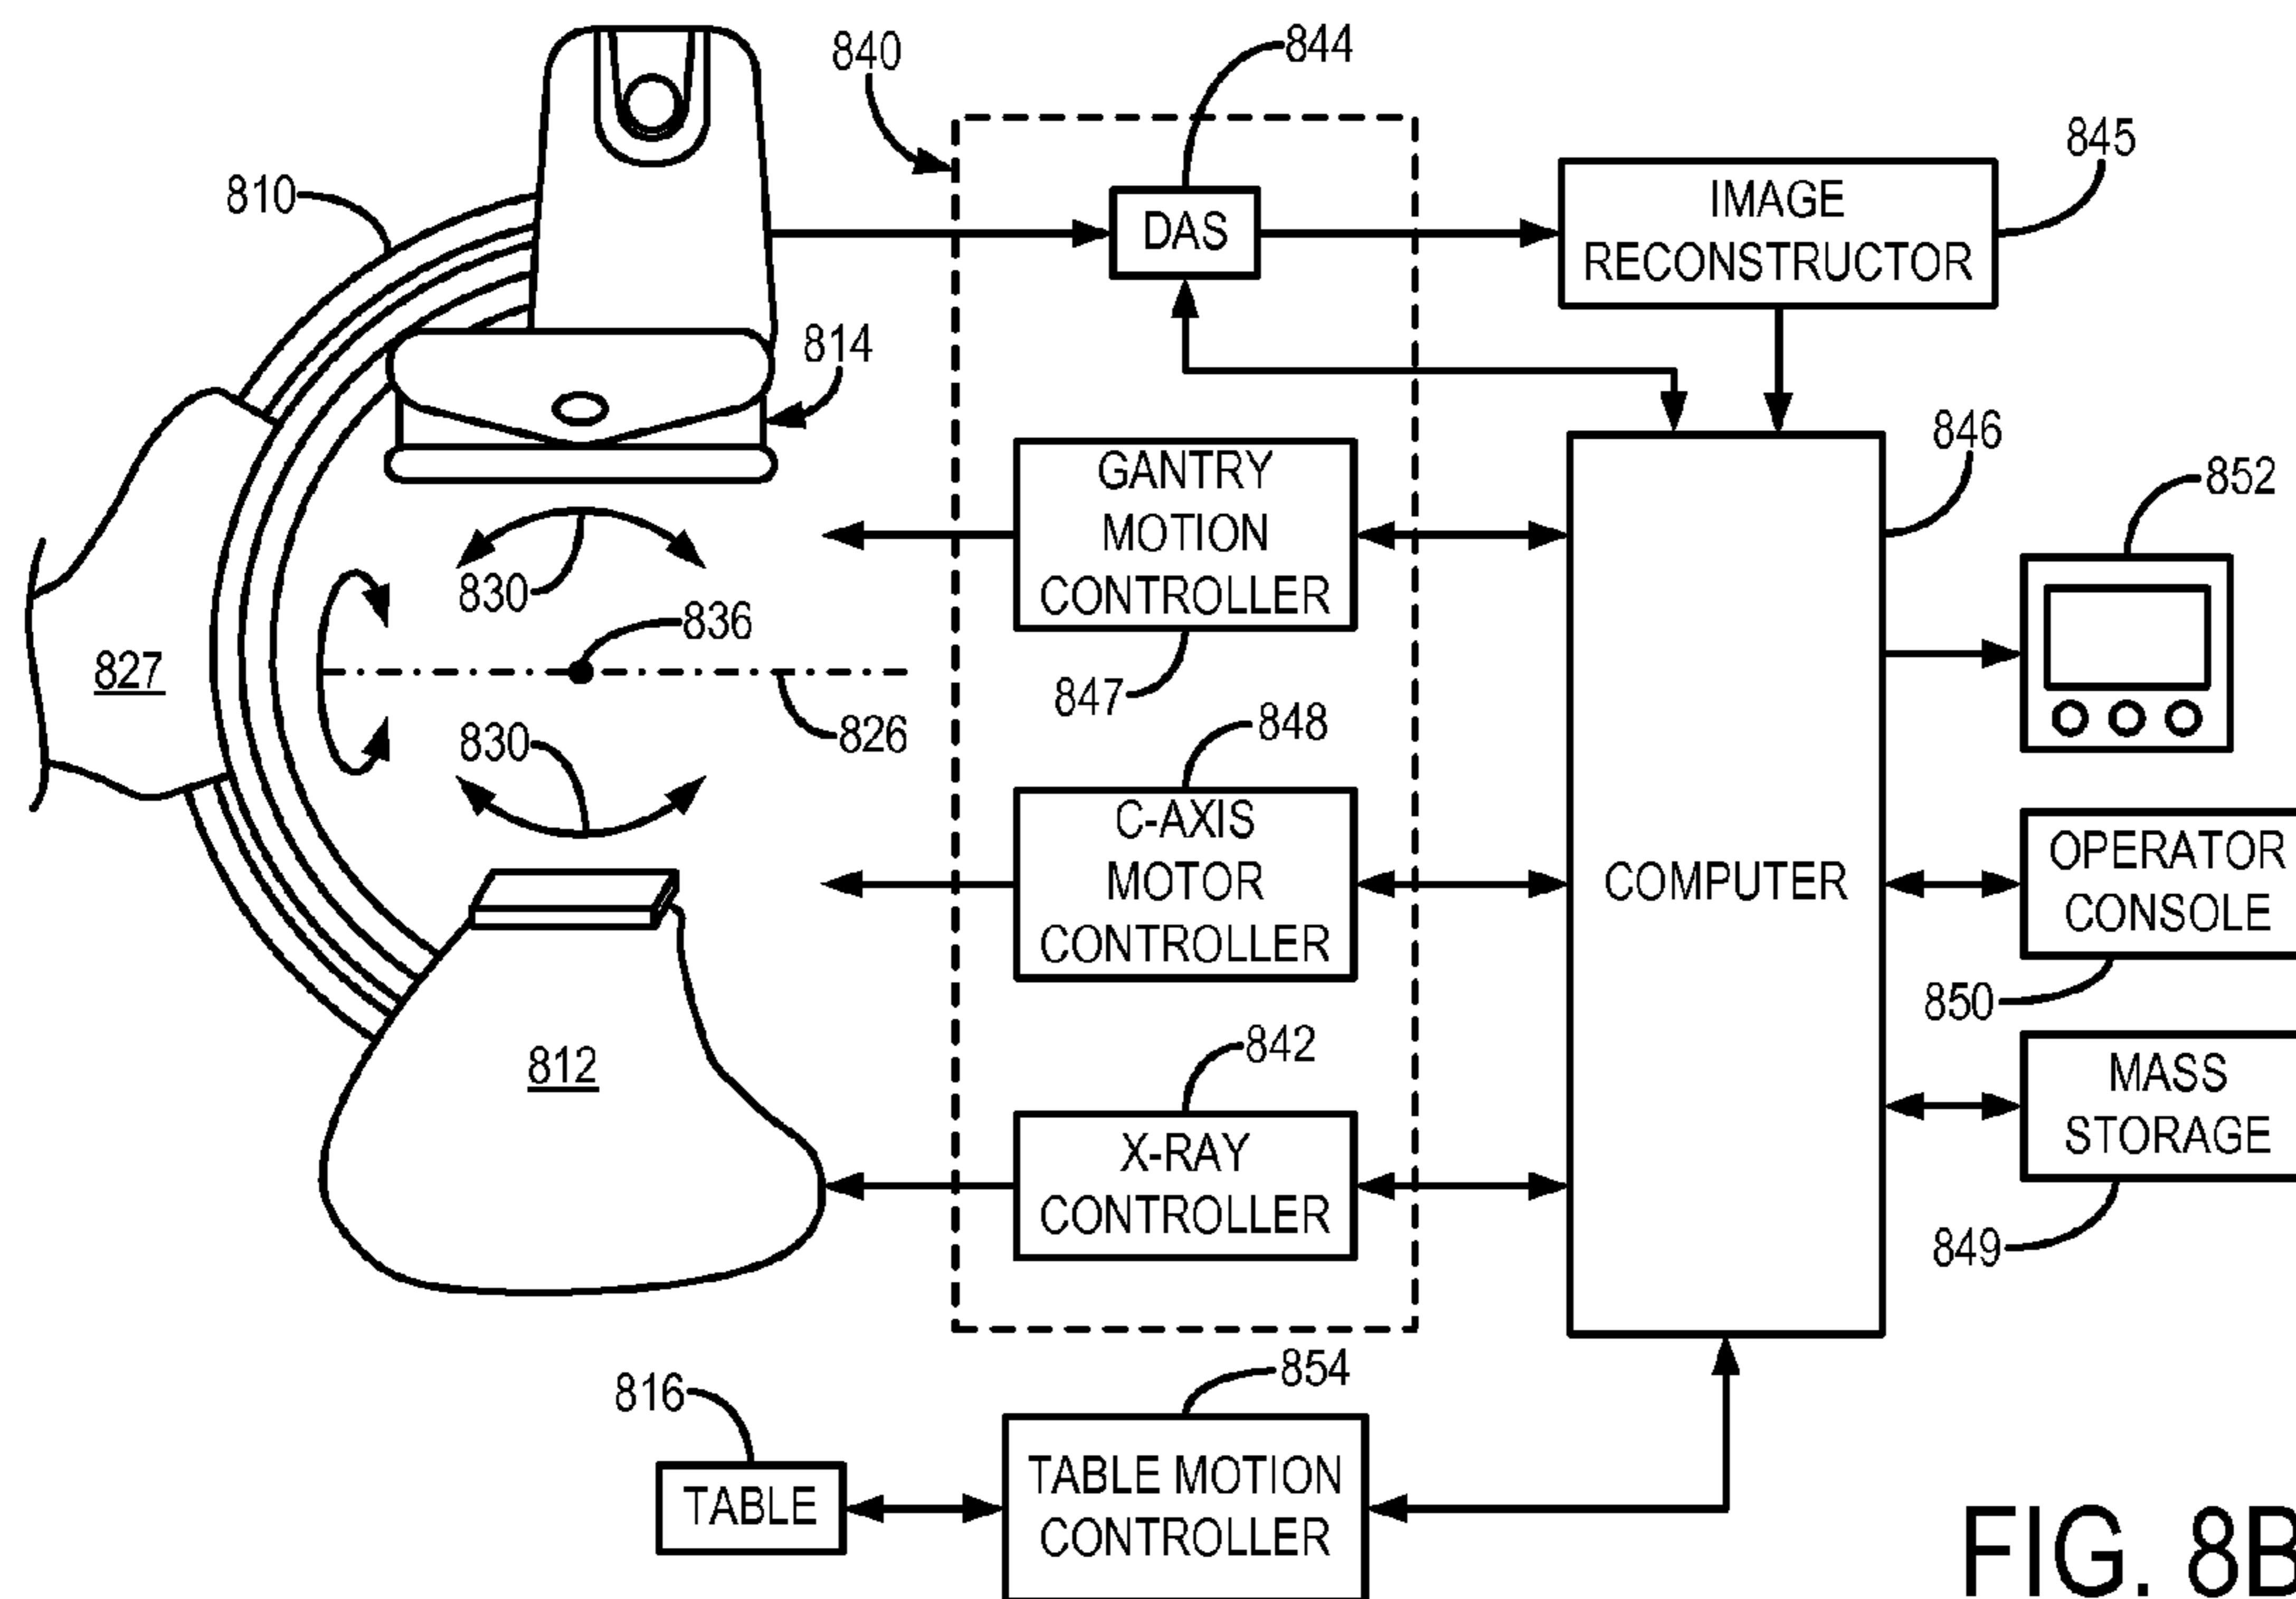 840
844
845
810
IMAGE
RECONSTRUCTOR
DAS
814
846
852
GANTRY
MOTION
CONTROLLER
830
836
827
847
826
848
830
C-AXIS
MOTOR
CONTROLLER
COMPUTER
OPERATOR
CONSOLE
850
842
812
MASS
STORAGE
X-RAY
CONTROLLER
849
854
816
TABLE
TABLE MOTION
CONTROLLER
FIG. 8B